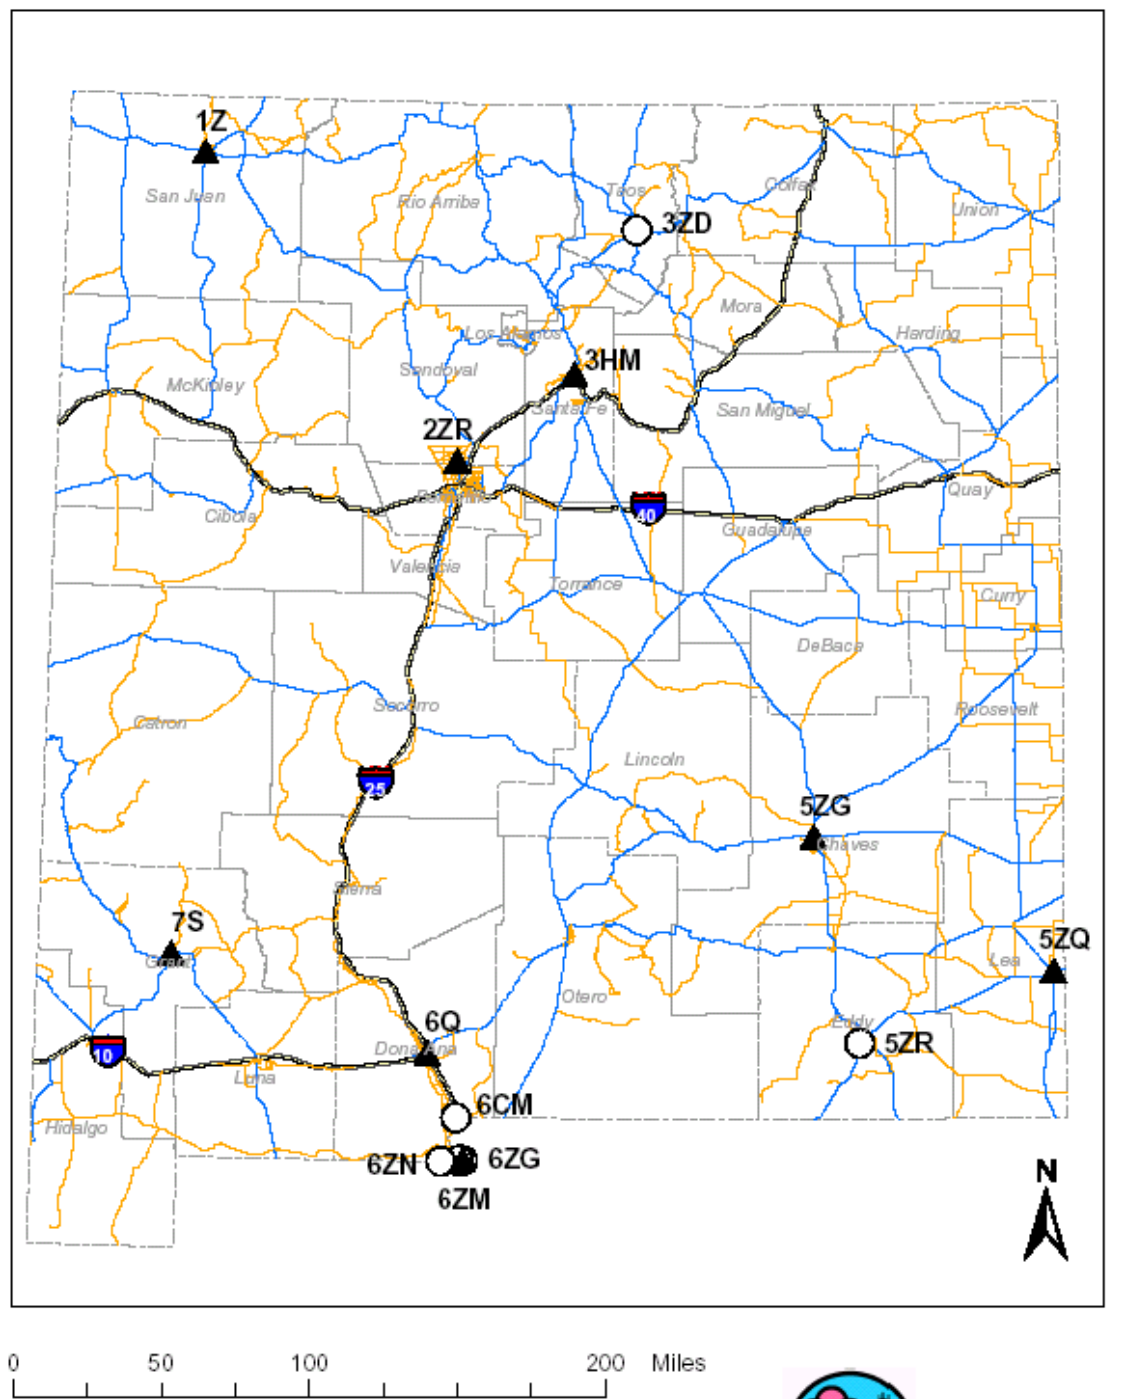 1Z
San Juan
Rio Arriba
Taos
3ZD
Colfax
Union
Mora
Los Alamos
Harding
McKinley
Sandoval
3HM
Santa Fe
San Miguel
2ZR
Bernalillo
Cibola
40
Quay
Guadalupe
Valencia
Torrance
Curry
DeBaca
Catron
Socorro
Roosevelt
Lincoln
25
5ZG
Chaves
Sierra
7S
Grant
5ZQ
Lea
Otero
6Q
Dona Ana
Eddy
5ZR
10
Luna
6CM
Hidalgo
6ZN
6ZG
6ZM
N
0 50 100 200 Miles